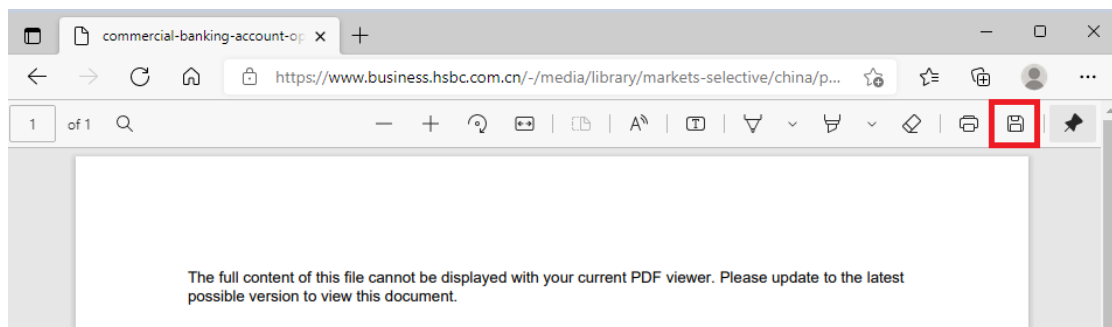 commercial-banking-account-op
https://www.business.hsbc.com.cn/-/media/library/markets-selective/china/p...
1 of 1
The full content of this file cannot be displayed with your current PDF viewer. Please update to the latest
possible version to view this document.